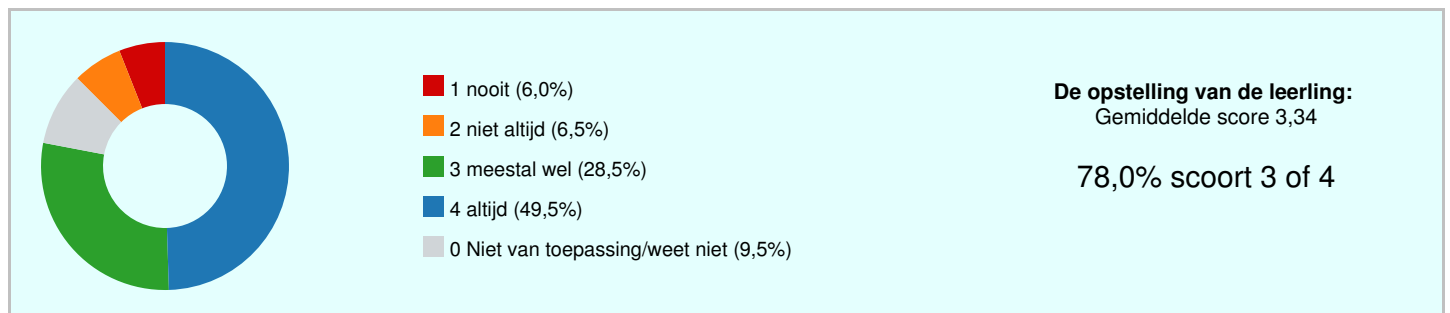 1 nooit (6,0%)
2 niet altijd (6,5%)
3 meestal wel (28,5%)
4 altijd (49,5%)
0 Niet van toepassing/weet niet (9,5%)
De opstelling van de leerling:
Gemiddelde score 3,34
78,0% scoort 3 of 4